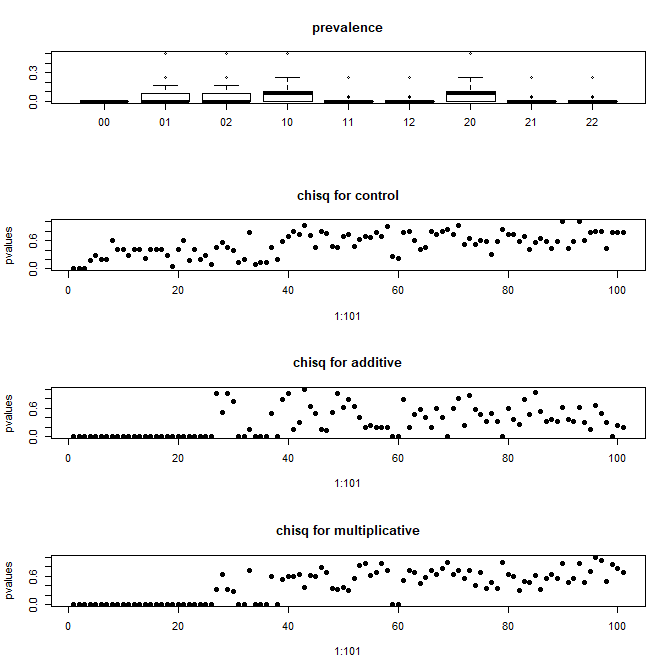 prevalence
0.0 0.3
00 01 02 10 11 12 20 21 22
chisq for control
pvalues
0.0 0.6
0 20 40 60 80 100
1:101
chisq for additive
pvalues
0.0 0.6
0 20 40 60 80 100
1:101
chisq for multiplicative
pvalues
0.0 0.6
0 20 40 60 80 100
1:101